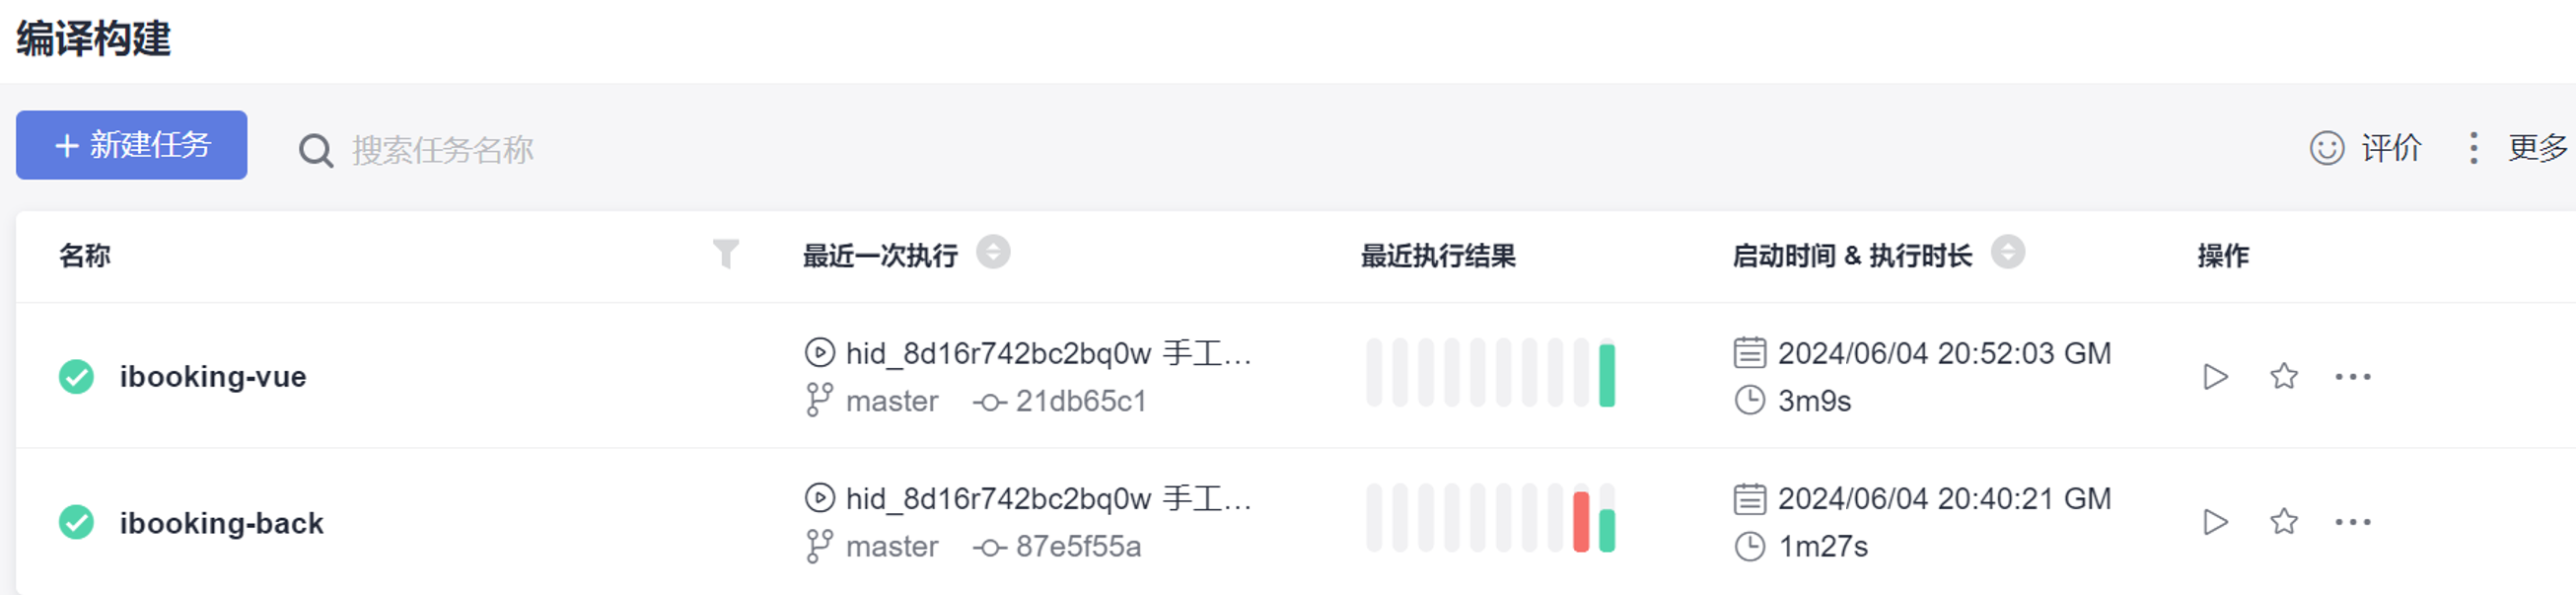 编译构建
+ 新建任务
搜索任务名称
评价
更多
名称
最近一次执行
最近执行结果
启动时间 & 执行时长
操作
ibooking-vue
hid_8d16r742bc2bq0w 手工...
master 21db65c1
2024/06/04 20:52:03 GM
3m9s
ibooking-back
hid_8d16r742bc2bq0w 手工...
master 87e5f55a
2024/06/04 20:40:21 GM
1m27s